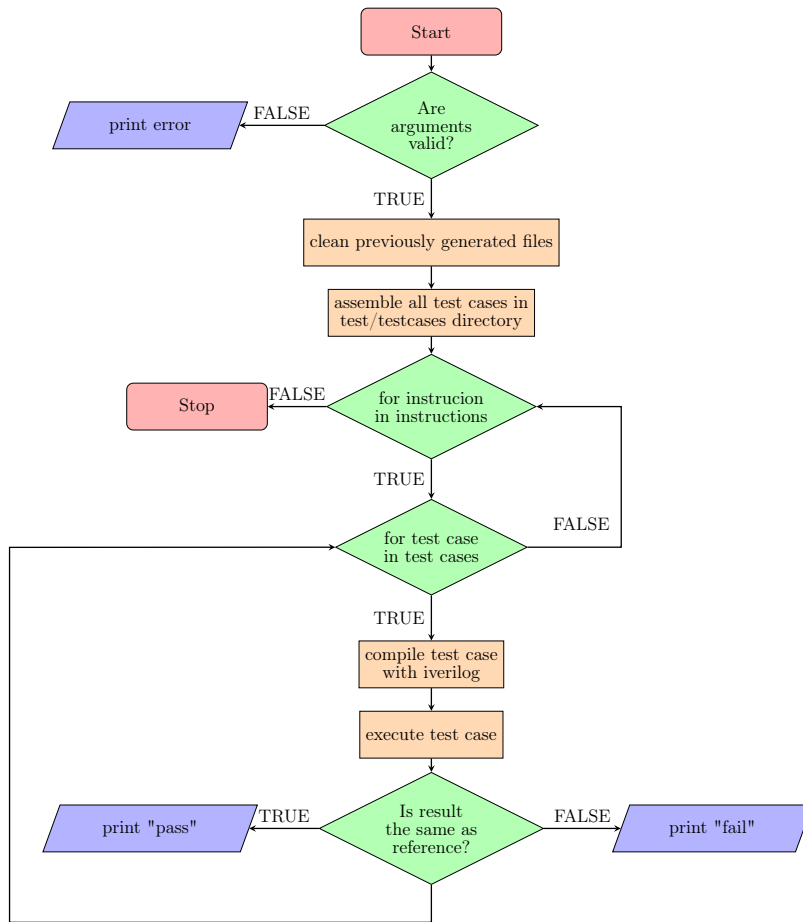 Start
Are
arguments
valid?
FALSE
print error
TRUE
clean previously generated files
assemble all test cases in
test/testcases directory
for instrucion
in instructions
FALSE
Stop
TRUE
for test case
in test cases
FALSE
TRUE
compile test case
with iverilog
execute test case
Is result
the same as
reference?
TRUE
print "pass"
FALSE
print "fail"